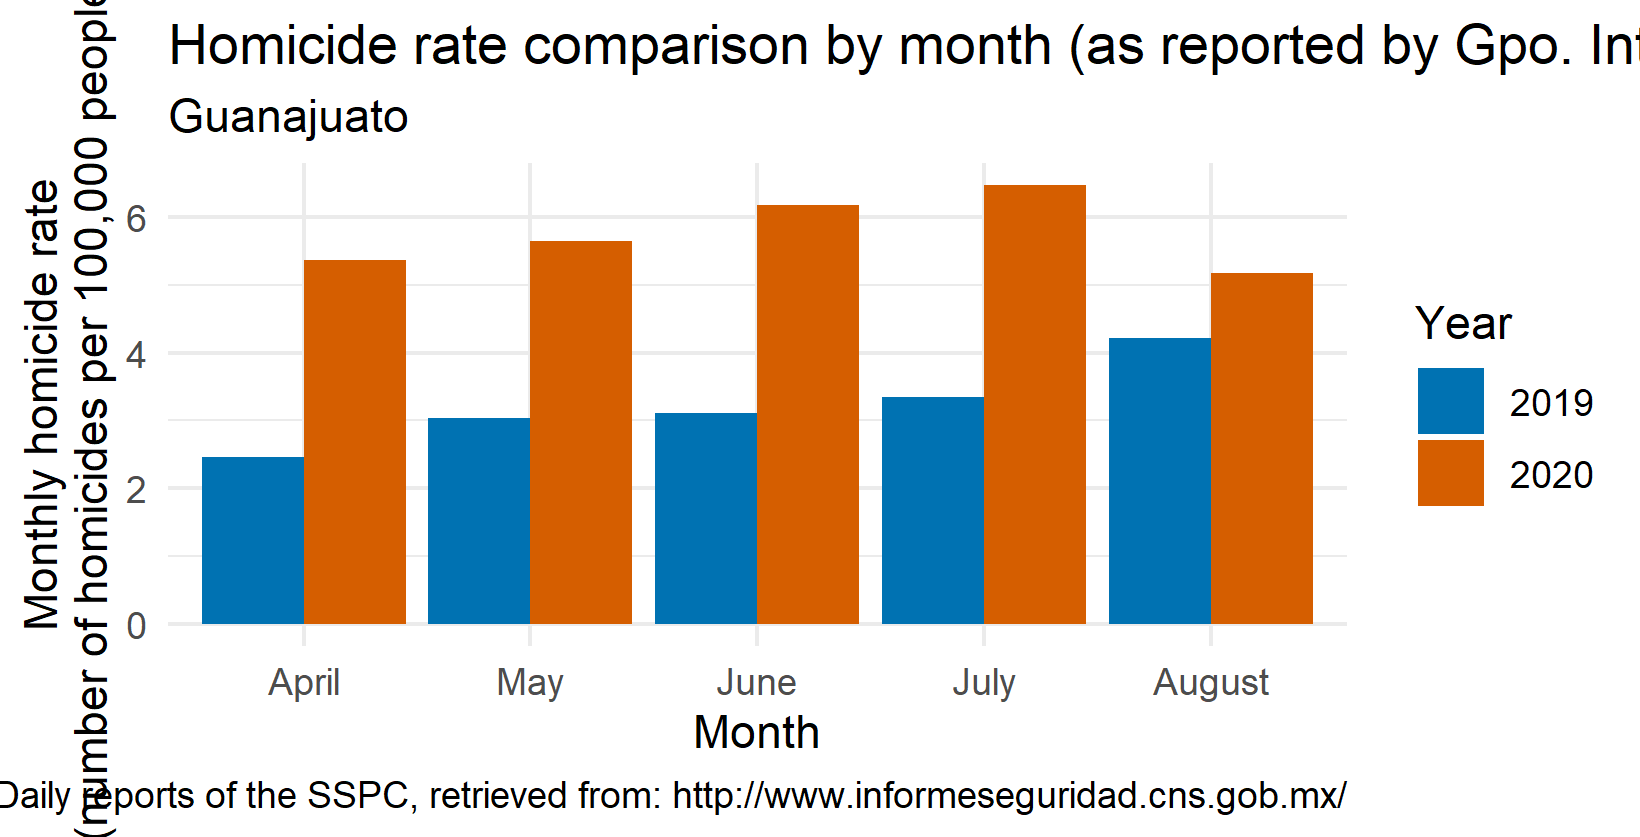 Homicide rate comparison by month (as reported by Gpo.
Guanajuato
Monthly homicide rate
(number of homicides per 100,000 people
6
4
2
0
April May June July August
Month
Year
2019
2020
Daily reports of the SSPC, retrieved from: http://www.informeseguridad.cns.gob.mx/